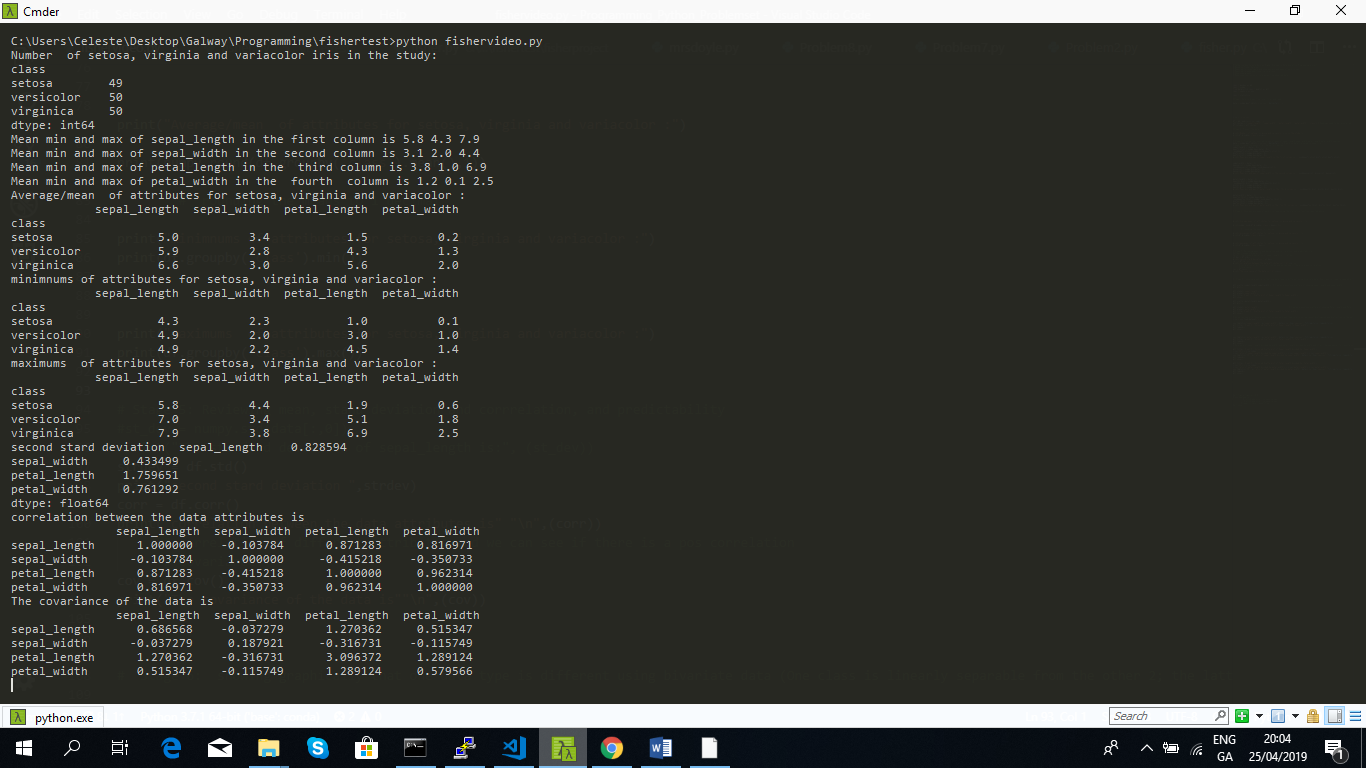 Cmder
C:\Users\Celeste\Desktop\Galway\Programming\fishertest>python fishervideo.py
Number  of setosa, virginia and variacolor iris in the study:
class
setosa        49
versicolor    50
virginica     50
dtype: int64
Mean min and max of sepal_length in the first column is 5.8 4.3 7.9
Mean min and max of sepal_width in the second column is 3.1 2.0 4.4
Mean min and max of petal_length in the  third column is 3.8 1.0 6.9
Mean min and max of petal_width in the  fourth  column is 1.2 0.1 2.5
Average/mean  of attributes for setosa, virginia and variacolor :
            sepal_length  sepal_width  petal_length  petal_width
class
setosa               5.0          3.4           1.5          0.2
versicolor           5.9          2.8           4.3          1.3
virginica            6.6          3.0           5.6          2.0
minimnums of attributes for setosa, virginia and variacolor :
            sepal_length  sepal_width  petal_length  petal_width
class
setosa               4.3          2.3           1.0          0.1
versicolor           4.9          2.0           3.0          1.0
virginica            4.9          2.2           4.5          1.4
maximums  of attributes for setosa, virginia and variacolor :
            sepal_length  sepal_width  petal_length  petal_width
class
setosa               5.8          4.4           1.9          0.6
versicolor           7.0          3.4           5.1          1.8
virginica            7.9          3.8           6.9          2.5
second stard deviation  sepal_length    0.828594
sepal_width     0.433499
petal_length    1.759651
petal_width     0.761292
dtype: float64
correlation between the data attributes is
               sepal_length  sepal_width  petal_length  petal_width
sepal_length      1.000000    -0.103784       0.871283     0.816971
sepal_width      -0.103784     1.000000      -0.415218    -0.350733
petal_length      0.871283    -0.415218       1.000000     0.962314
petal_width       0.816971    -0.350733       0.962314     1.000000
The covariance of the data is
               sepal_length  sepal_width  petal_length  petal_width
sepal_length      0.686568    -0.037279       1.270362     0.515347
sepal_width      -0.037279     0.187921      -0.316731    -0.115749
petal_length      1.270362    -0.316731       3.096372     1.289124
petal_width       0.515347    -0.115749       1.289124     0.579566
python.exe
Search
ENG
GA
20:04
25/04/2019
1